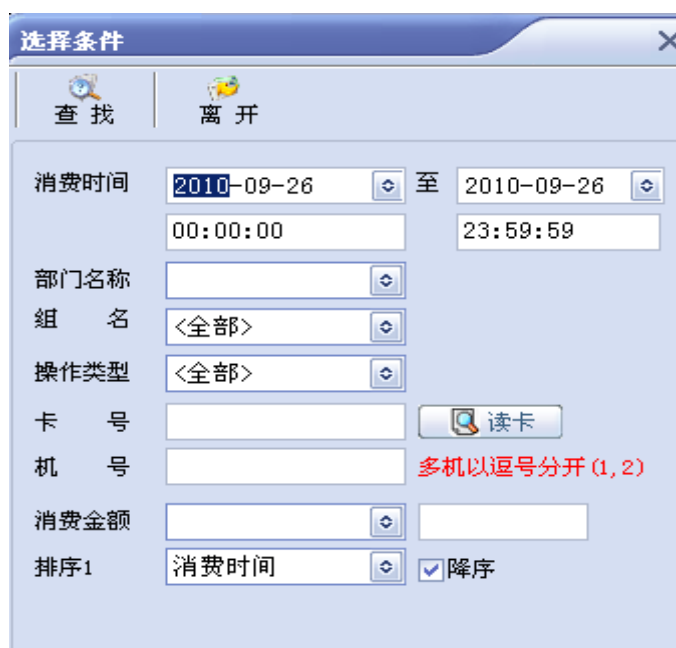 选择条件
查 找 离 开
消费时间 2010-09-26 至 2010-09-26
00:00:00 23:59:59
部门名称
组 名 <全部>
操作类型 <全部>
卡 号 读卡
机 号 多机以逗号分开(1,2)
消费金额
排序1 消费时间 降序